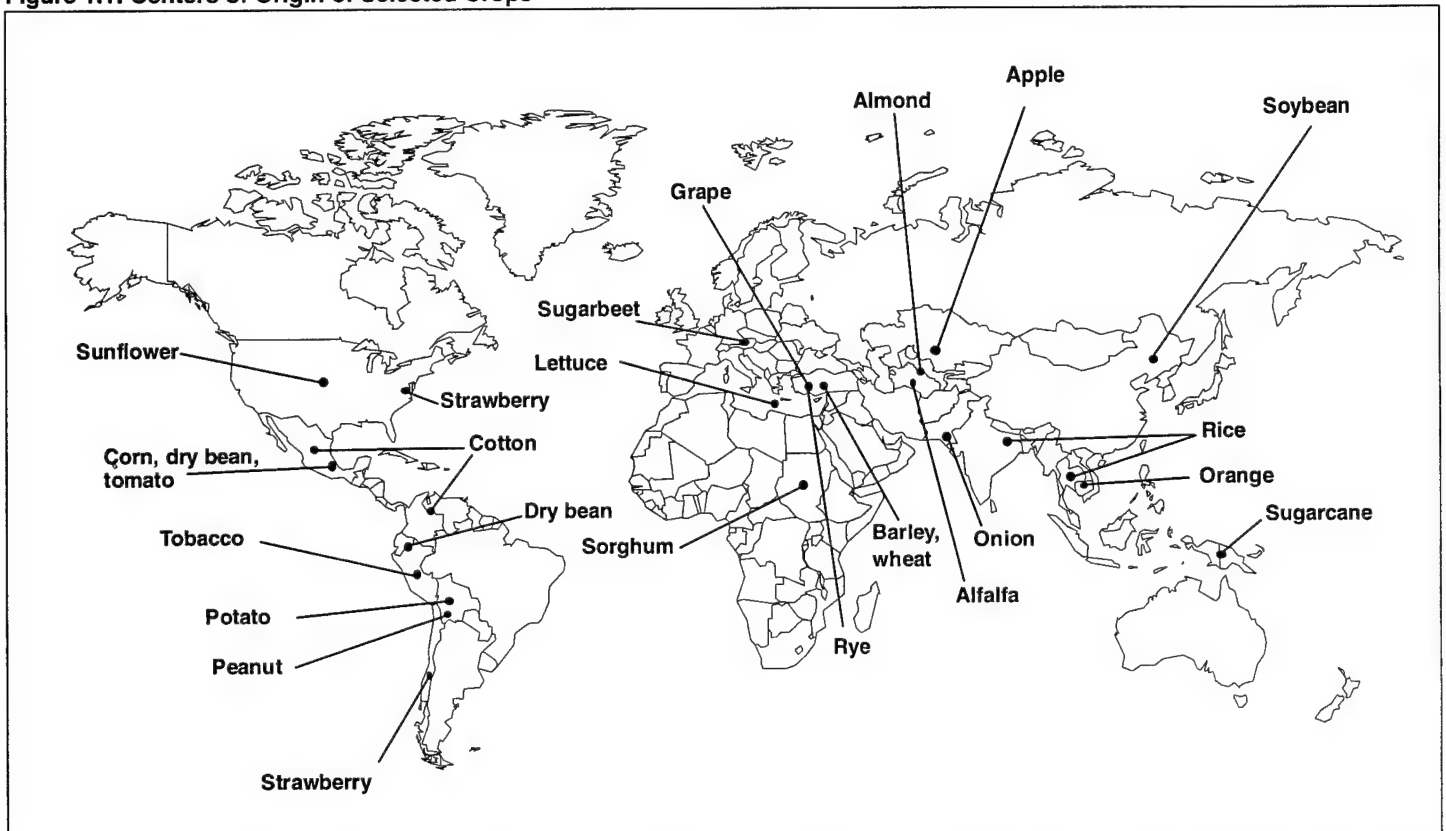 Figure 1.1: Centers of Origin of Selected Crops
Apple
Almond
Soybean
Grape
Sugarbeet
Lettuce
Sunflower
Strawberry
Cotton
Corn, dry bean,
tomato
Rice
Orange
Dry bean
Sugarcane
Tobacco
Sorghum
Barley,
wheat
Onion
Alfalfa
Potato
Rye
Peanut
Strawberry